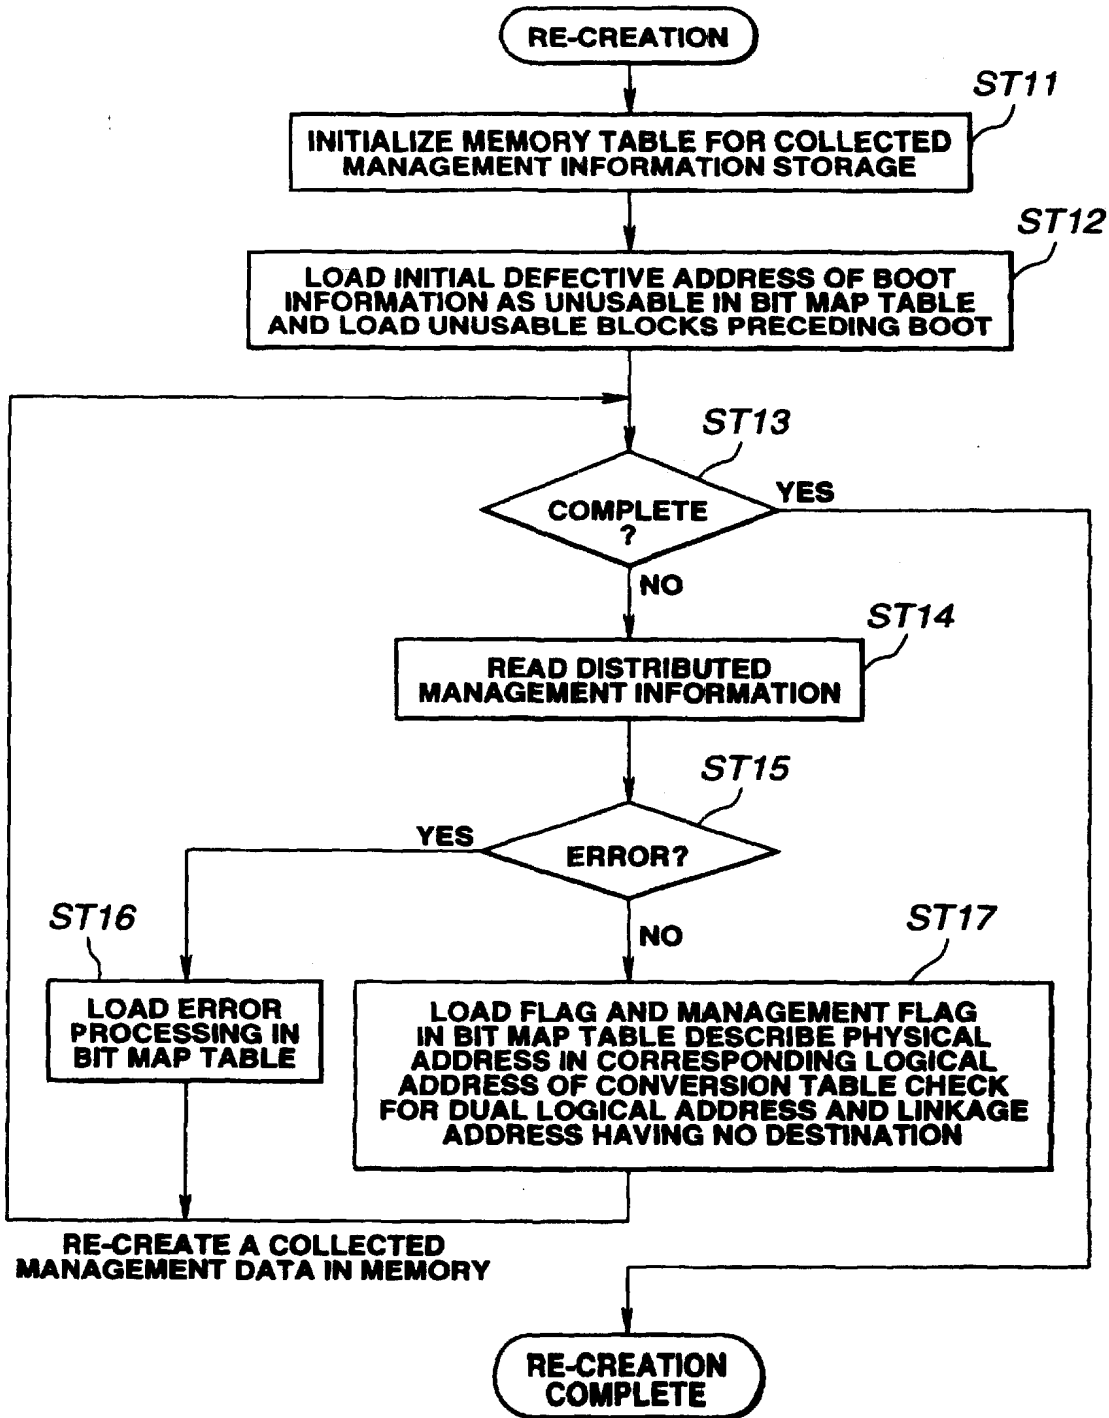 RE-CREATION
ST11
INITIALIZE MEMORY TABLE FOR COLLECTED
MANAGEMENT INFORMATION STORAGE
ST12
LOAD INITIAL DEFECTIVE ADDRESS OF BOOT
INFORMATION AS UNUSABLE IN BIT MAP TABLE
AND LOAD UNUSABLE BLOCKS PRECEDING BOOT
ST13
COMPLETE
?
YES
NO
ST14
READ DISTRIBUTED
MANAGEMENT INFORMATION
ST15
ERROR?
YES
NO
ST16
LOAD ERROR
PROCESSING IN
BIT MAP TABLE
ST17
LOAD FLAG AND MANAGEMENT FLAG
IN BIT MAP TABLE DESCRIBE PHYSICAL
ADDRESS IN CORRESPONDING LOGICAL
ADDRESS OF CONVERSION TABLE CHECK
FOR DUAL LOGICAL ADDRESS AND LINKAGE
ADDRESS HAVING NO DESTINATION
RE-CREATE A COLLECTED
MANAGEMENT DATA IN MEMORY
RE-CREATION
COMPLETE